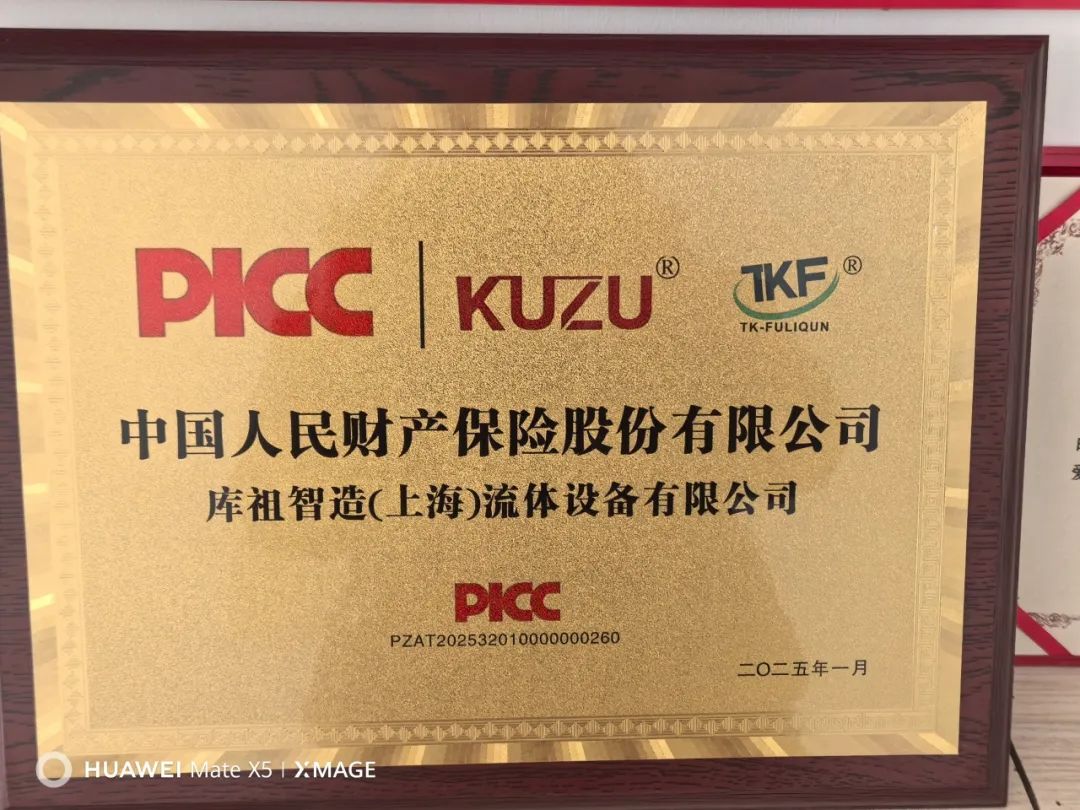 PICC | KUZU® TKF®
TK-FULIQUN
中国人民财产保险股份有限公司
库祖智造(上海)流体设备有限公司
PICC
PZAT202532010000000260
二〇二五年一月
HUAWEI Mate X5 | XMAGE